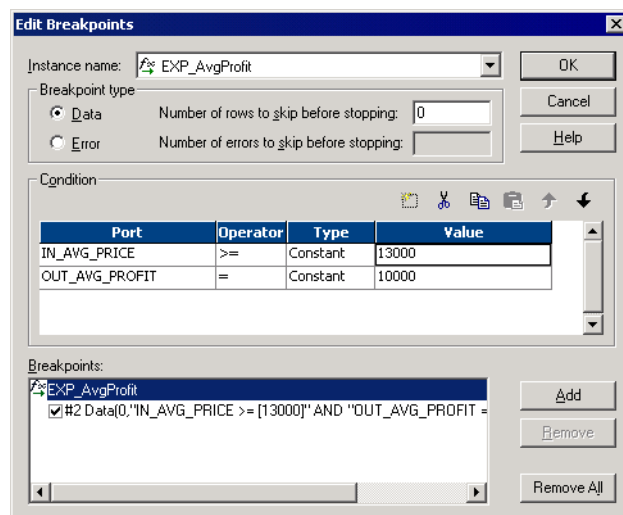 Edit Breakpoints
Instance name: EXP_AvgProfit
OK
Breakpoint type
Data Number of rows to skip before stopping: 0
Cancel
Error Number of errors to skip before stopping:
Help
Condition
Port Operator Type Value
IN_AVG_PRICE >= Constant 13000
OUT_AVG_PROFIT = Constant 10000
Breakpoints:
EXP_AvgProfit
#2 Data(0,"IN_AVG_PRICE >= [13000]" AND "OUT_AVG_PROFIT =
Add
Remove
Remove All